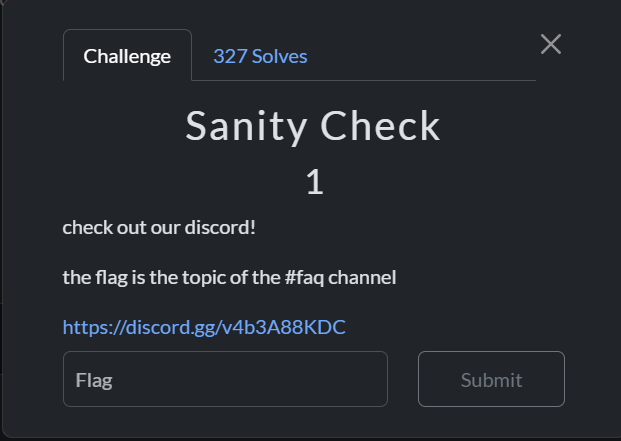 Challenge
327 Solves
Sanity Check
1
check out our discord!
the flag is the topic of the #faq channel
https://discord.gg/v4b3A88KDC
Flag
Submit